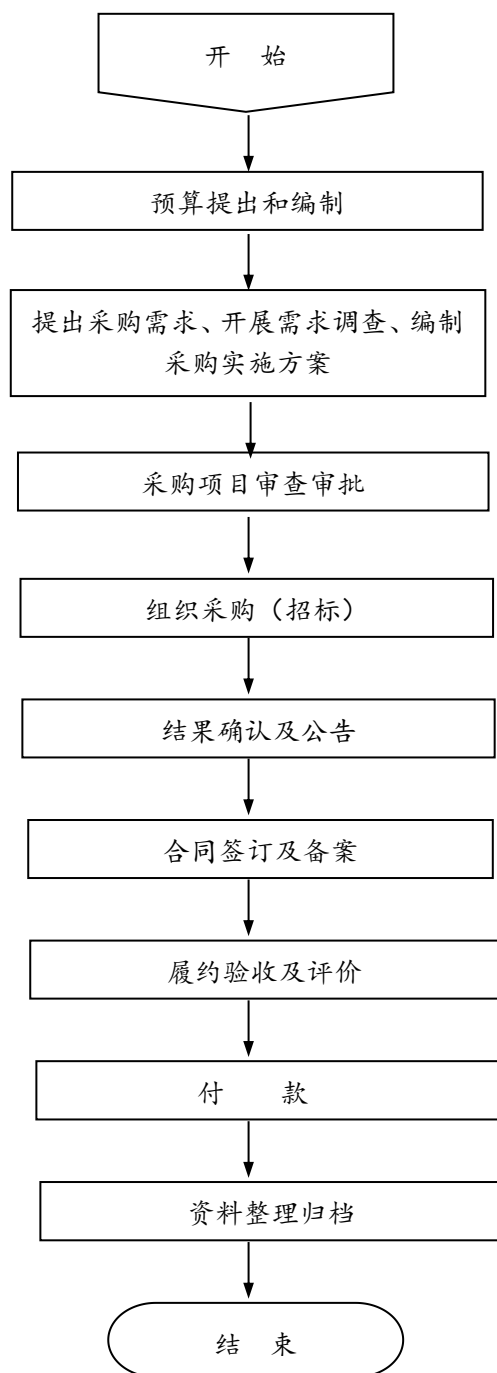 开 始
预算提出和编制
提出采购需求、开展需求调查、编制
采购实施方案
采购项目审查审批
组织采购（招标）
结果确认及公告
合同签订及备案
履约验收及评价
付 款
资料整理归档
结 束